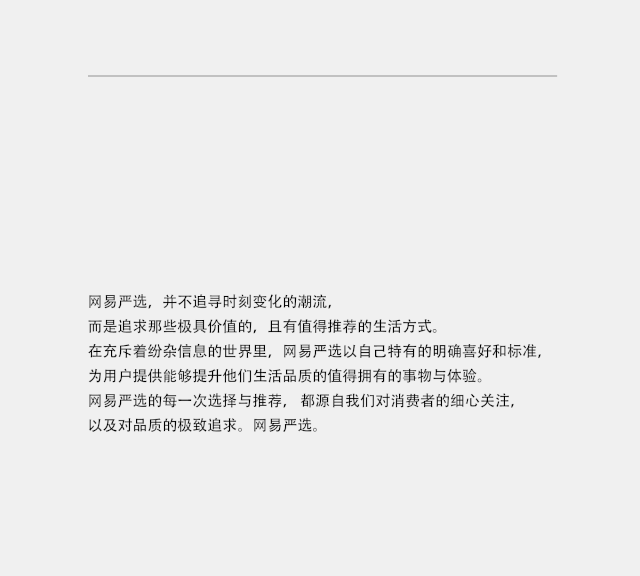 网易严选，并不追寻时刻变化的潮流，
而是追求那些极具价值的，且有值得推荐的生活方式。
在充斥着纷杂信息的世界里，网易严选以自己特有的明确喜好和标准，
为用户提供能够提升他们生活品质的值得拥有的事物与体验。
网易严选的每一次选择与推荐， 都源自我们对消费者的细心关注，
以及对品质的极致追求。网易严选。